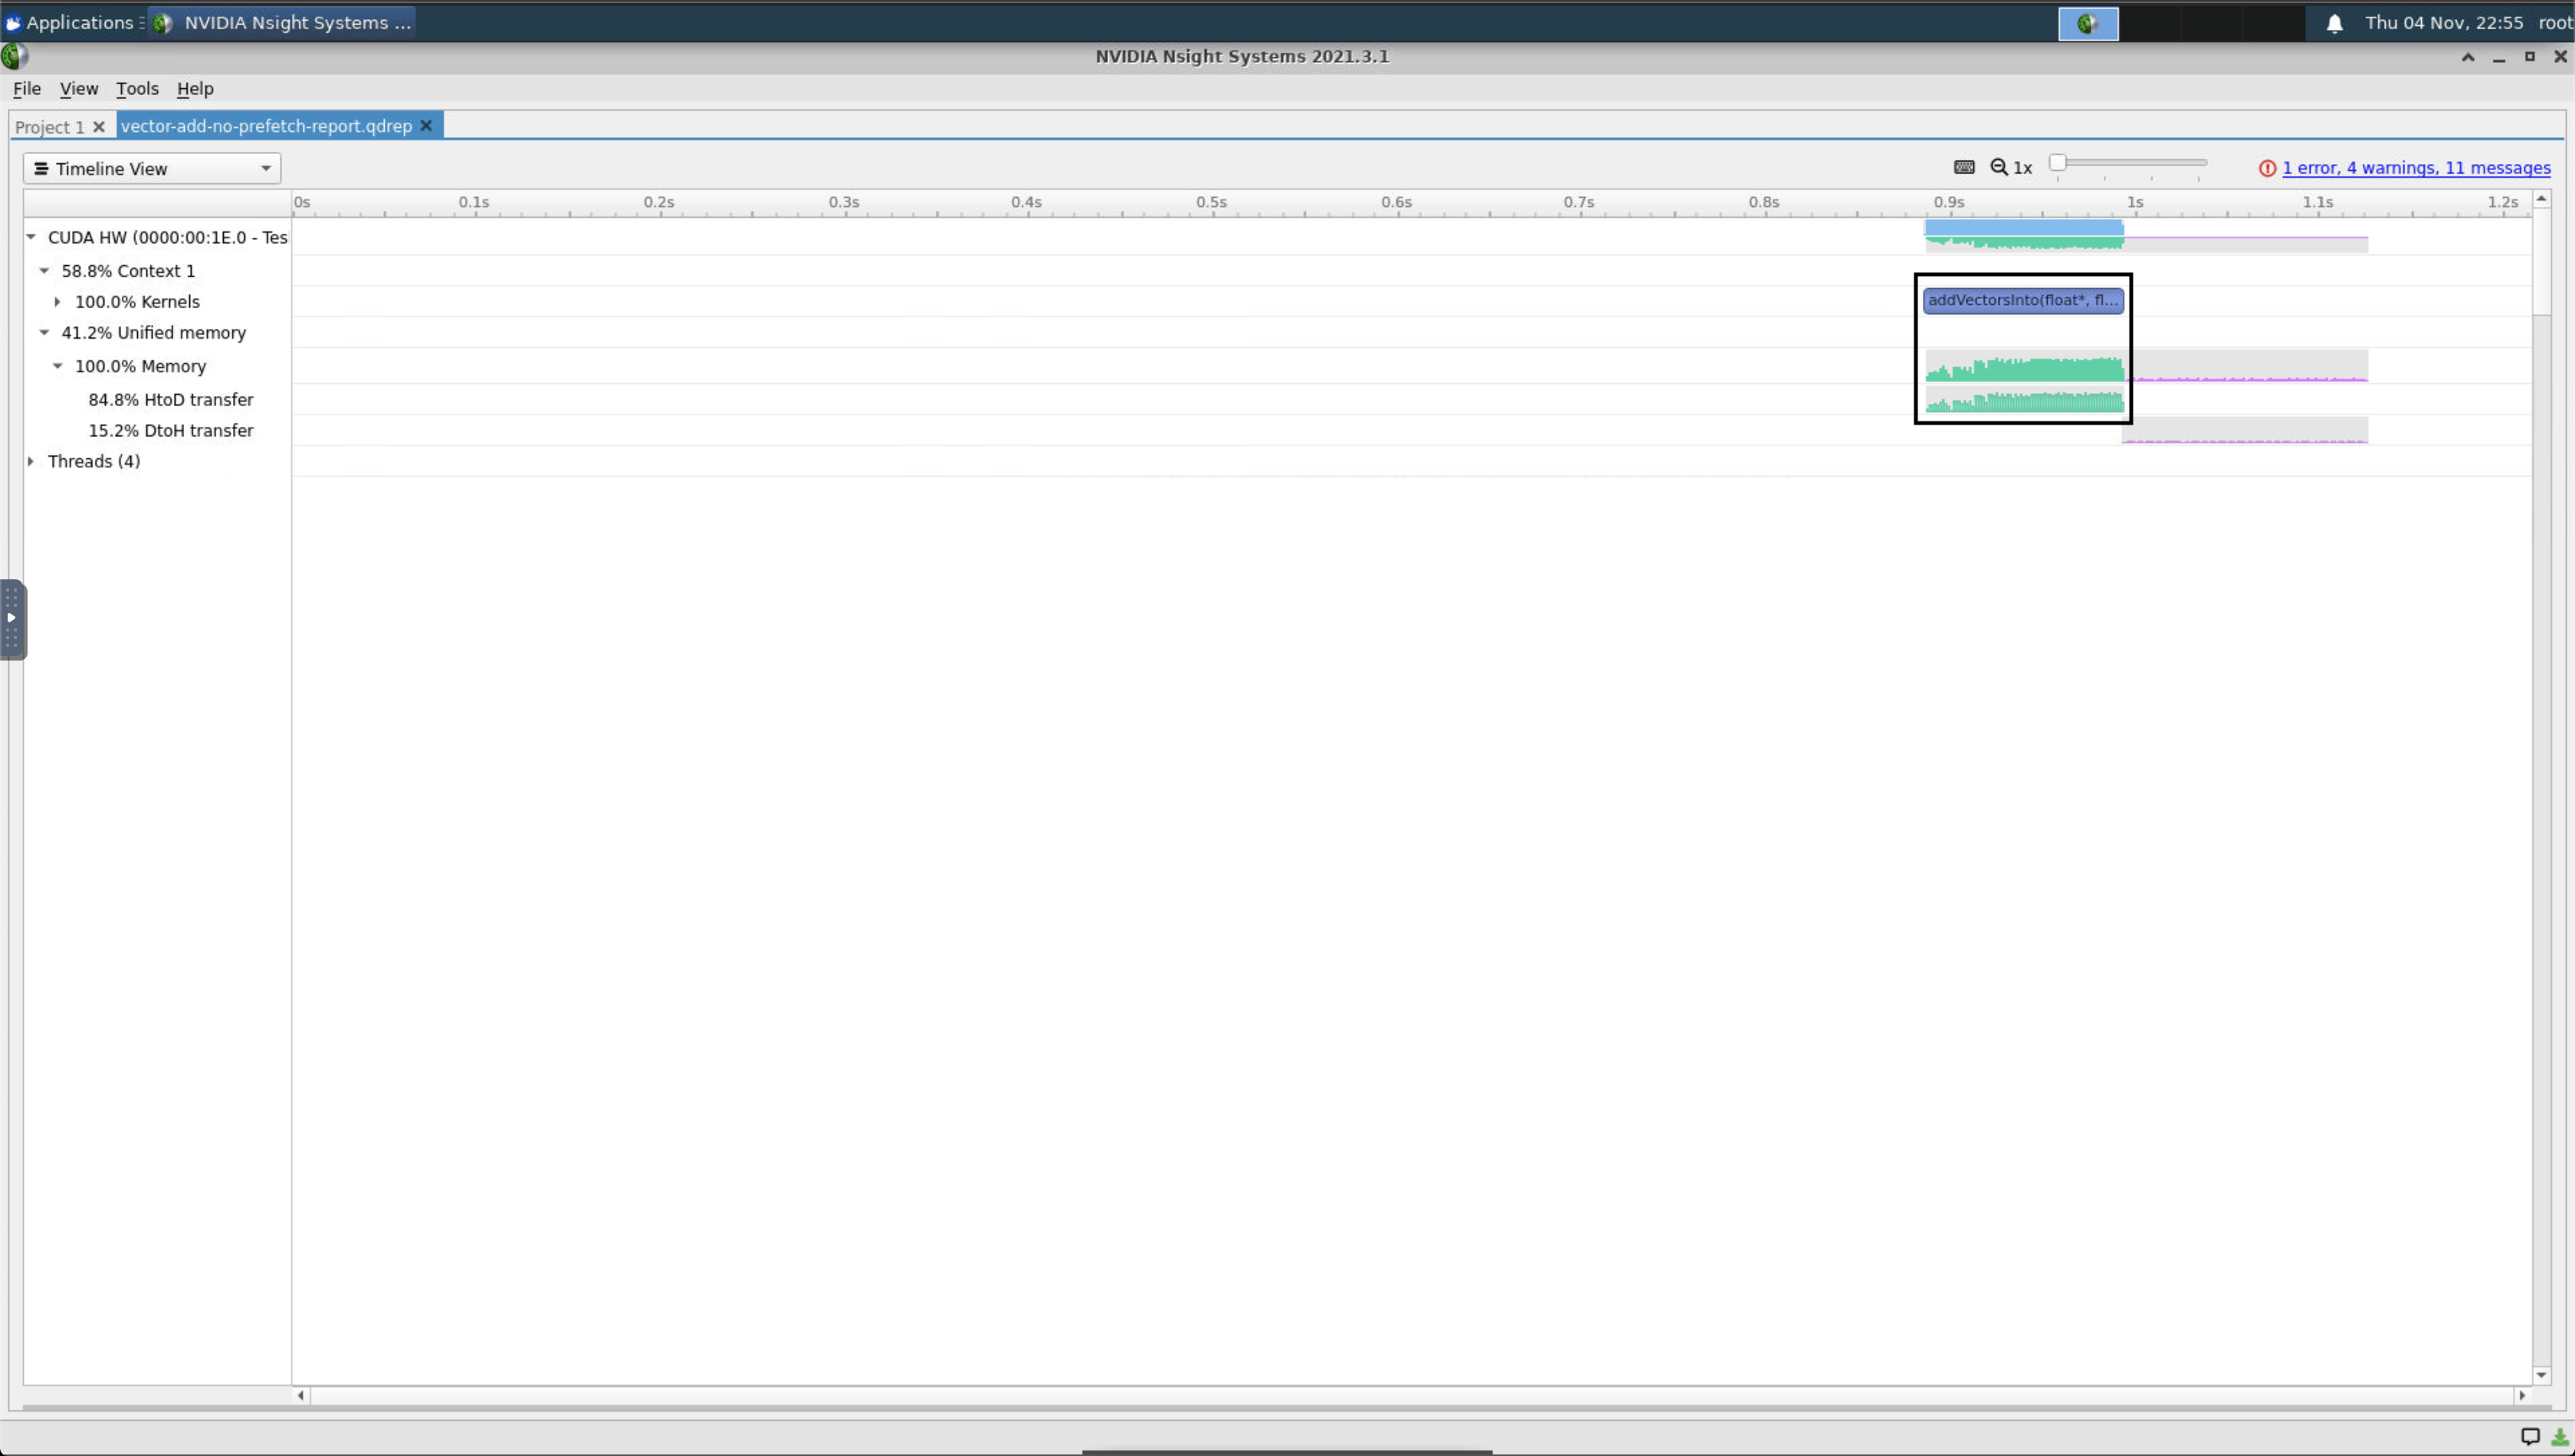 Applications NVIDIA Nsight Systems ... Thu 04 Nov, 22:55 root
NVIDIA Nsight Systems 2021.3.1
File View Tools Help
Project 1 vector-add-no-prefetch-report.qdrep
Timeline View 1x 1 error, 4 warnings, 11 messages
0s 0.1s 0.2s 0.3s 0.4s 0.5s 0.6s 0.7s 0.8s 0.9s 1s 1.1s 1.2s
CUDA HW (0000:00:1E.0 - Tes
58.8% Context 1
100.0% Kernels addVectorsInto(float*, fl...
41.2% Unified memory
100.0% Memory
84.8% HtoD transfer
15.2% DtoH transfer
Threads (4)